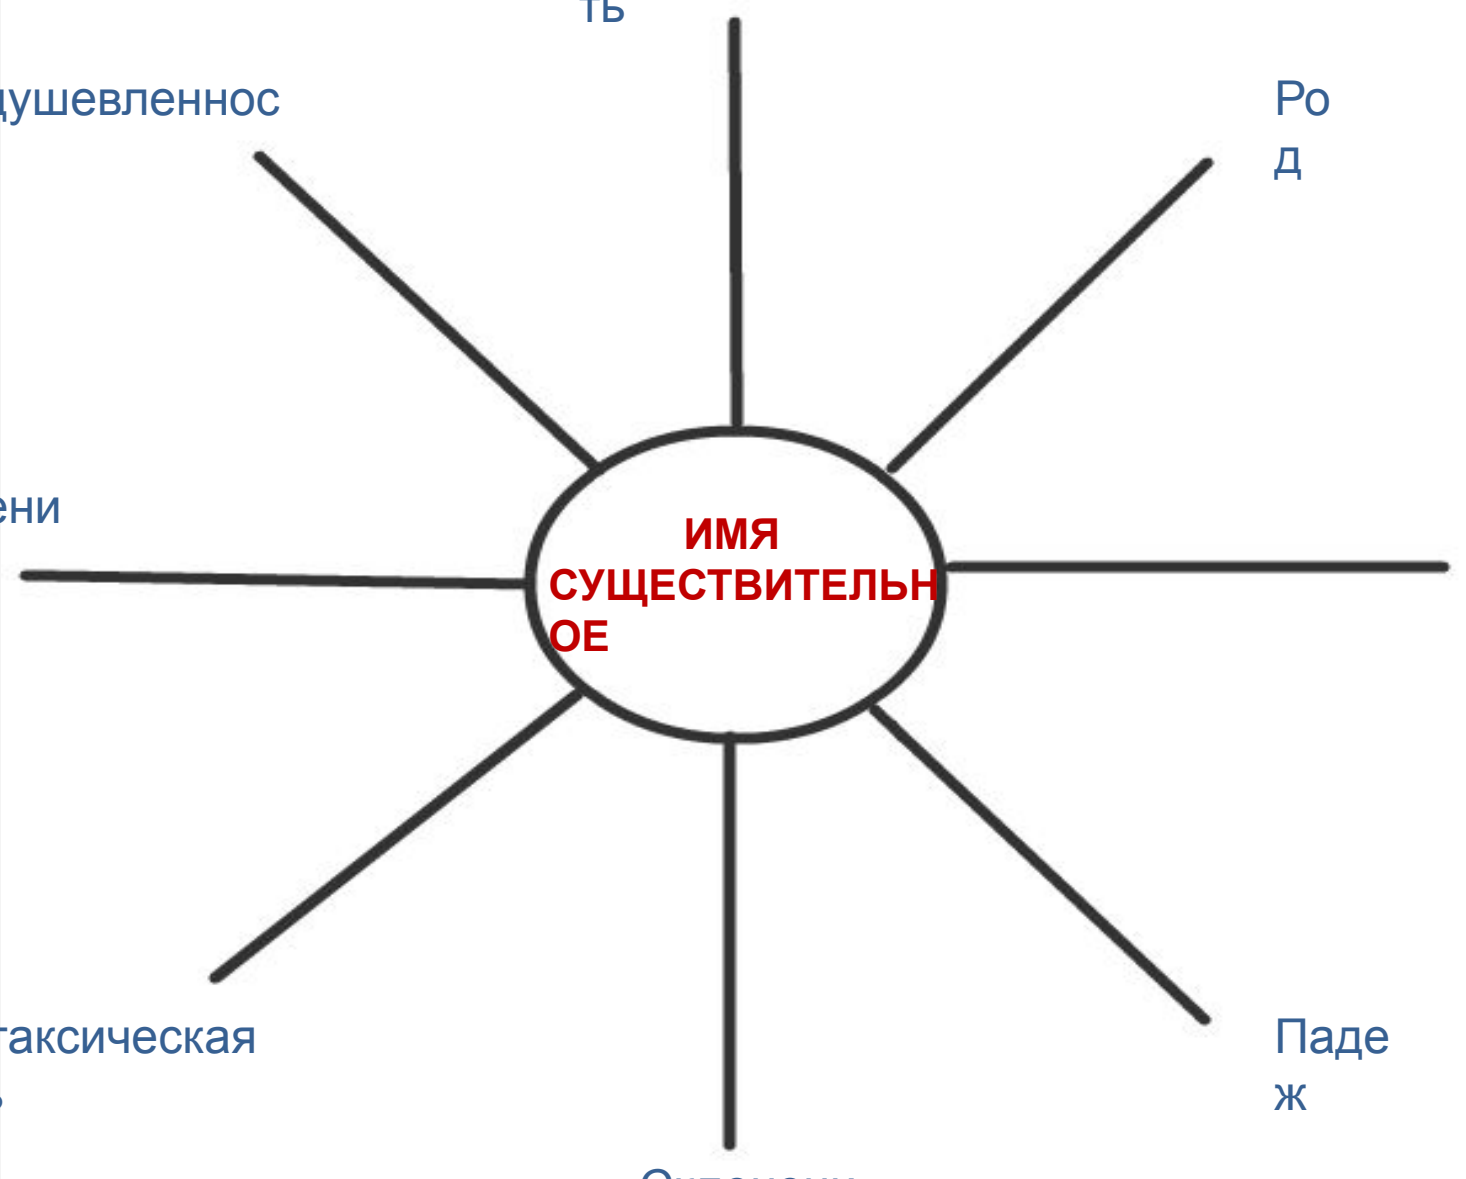 ть
душевленнос
Ро
д
ени
ИМЯ
СУЩЕСТВИТЕЛЬН
ОЕ
таксическая
Паде
ж